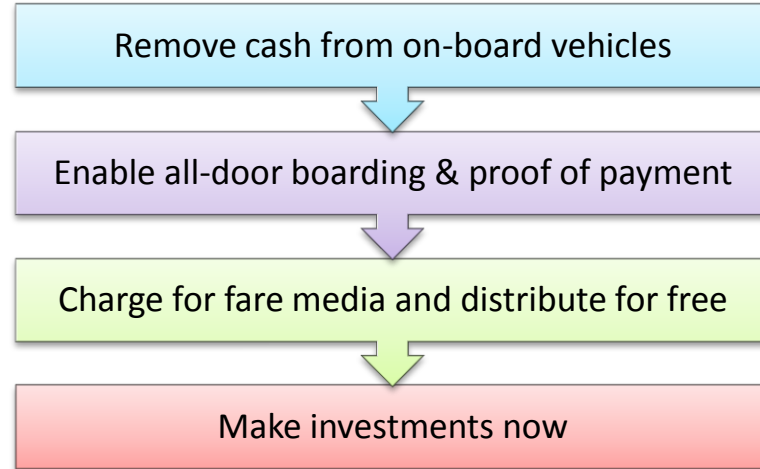 Remove cash from on-board vehicles
Enable all-door boarding & proof of payment
Charge for fare media and distribute for free
Make investments now